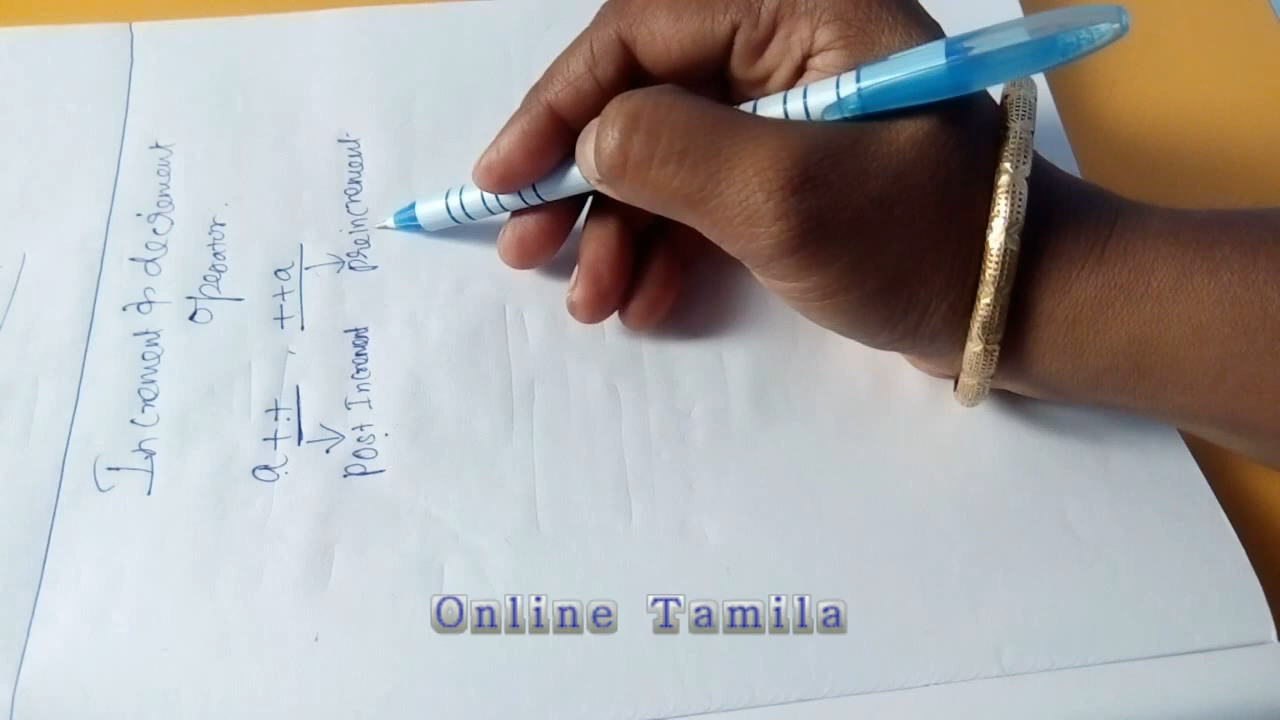 Increment & decrement
operator.
a++ , ++a
Post Increment preincrement
Online Tamila